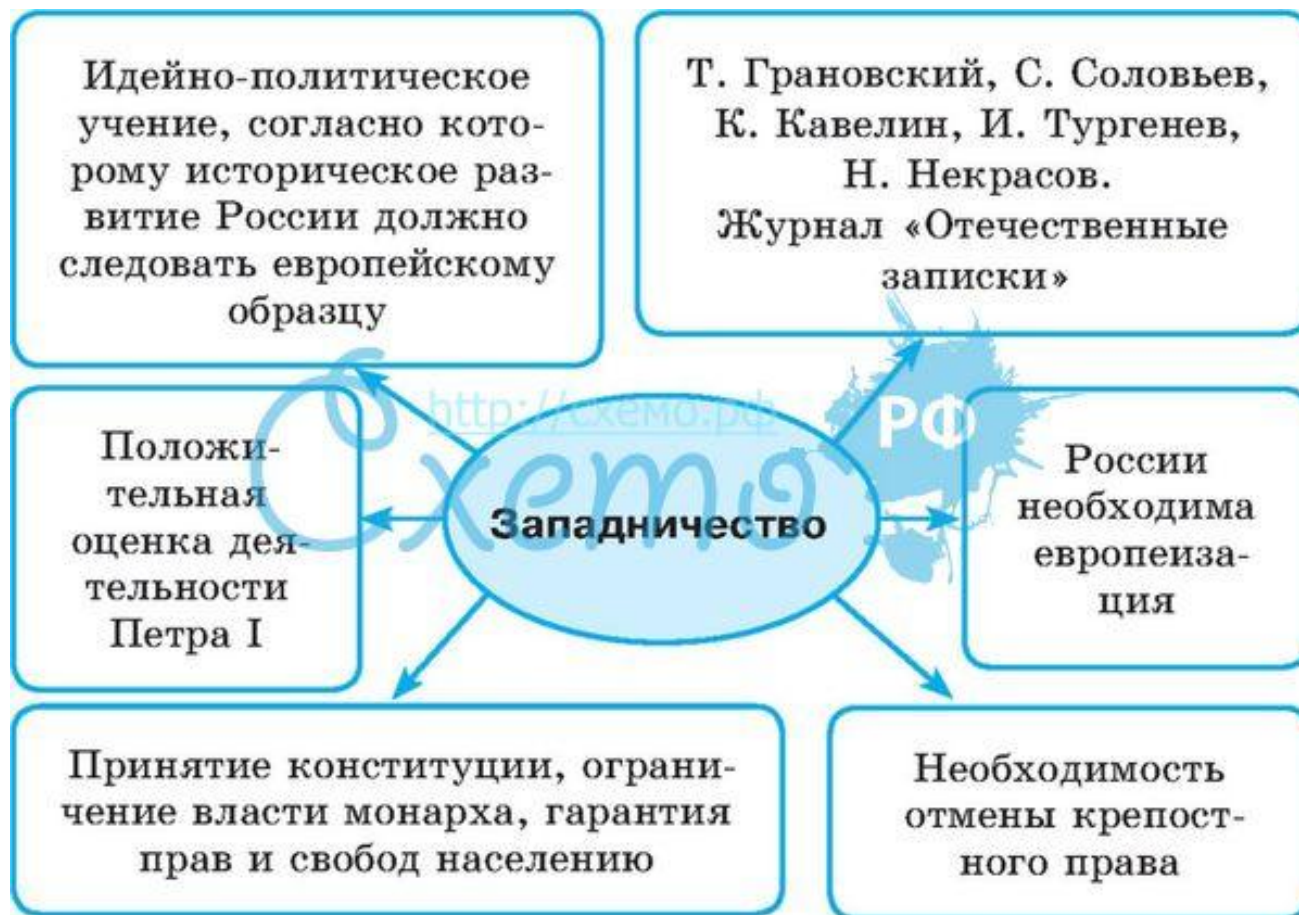 Идейно-политическое
учение, согласно кото-
рому историческое раз-
витие России должно
следовать европейскому
образцу
Т. Грановский, С. Соловьев,
К. Кавелин, И. Тургенев,
Н. Некрасов.
Журнал «Отечественные
записки»
Положи-
тельная
оценка дея-
тельности
Петра I
http://схемо.рф
Схемо
РФ
Западничество
России
необходима
европеиза-
ция
Принятие конституции, ограни-
чение власти монарха, гарантия
прав и свобод населению
Необходимость
отмены крепост-
ного права